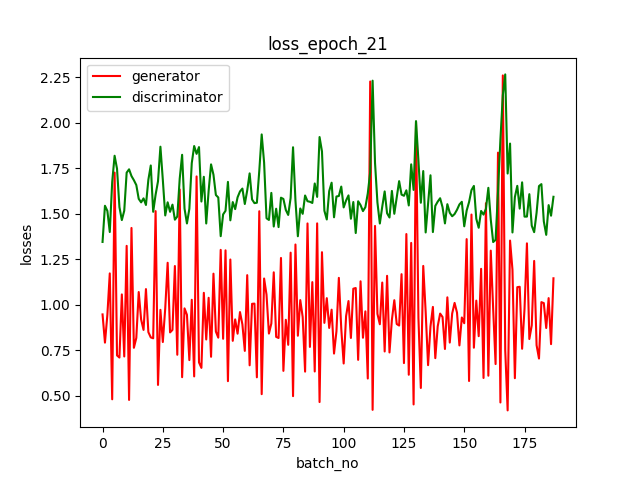 loss_epoch_21
generator
discriminator
losses
2.25
2.00
1.75
1.50
1.25
1.00
0.75
0.50
0 25 50 75 100 125 150 175
batch_no